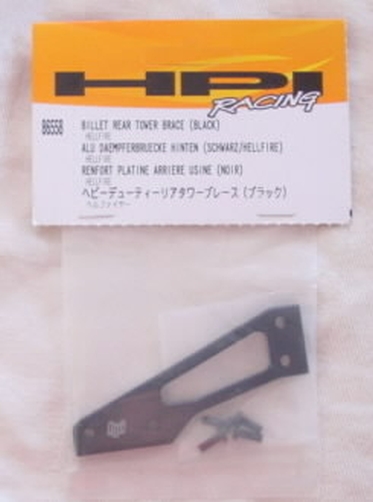 HPI
RACING
86558 BILLET REAR TOWER BRACE (BLACK)
HELLFIRE
ALU DAEMPFERBRUECKE HINTEN (SCHWARZ/HELLFIRE)
HELLFIRE
RENFORT PLATINE ARRIERE USINE (NOIR)
HELLFIRE
ヘビーデューティーリアタワーブレース (ブラック)
ヘルファイヤー